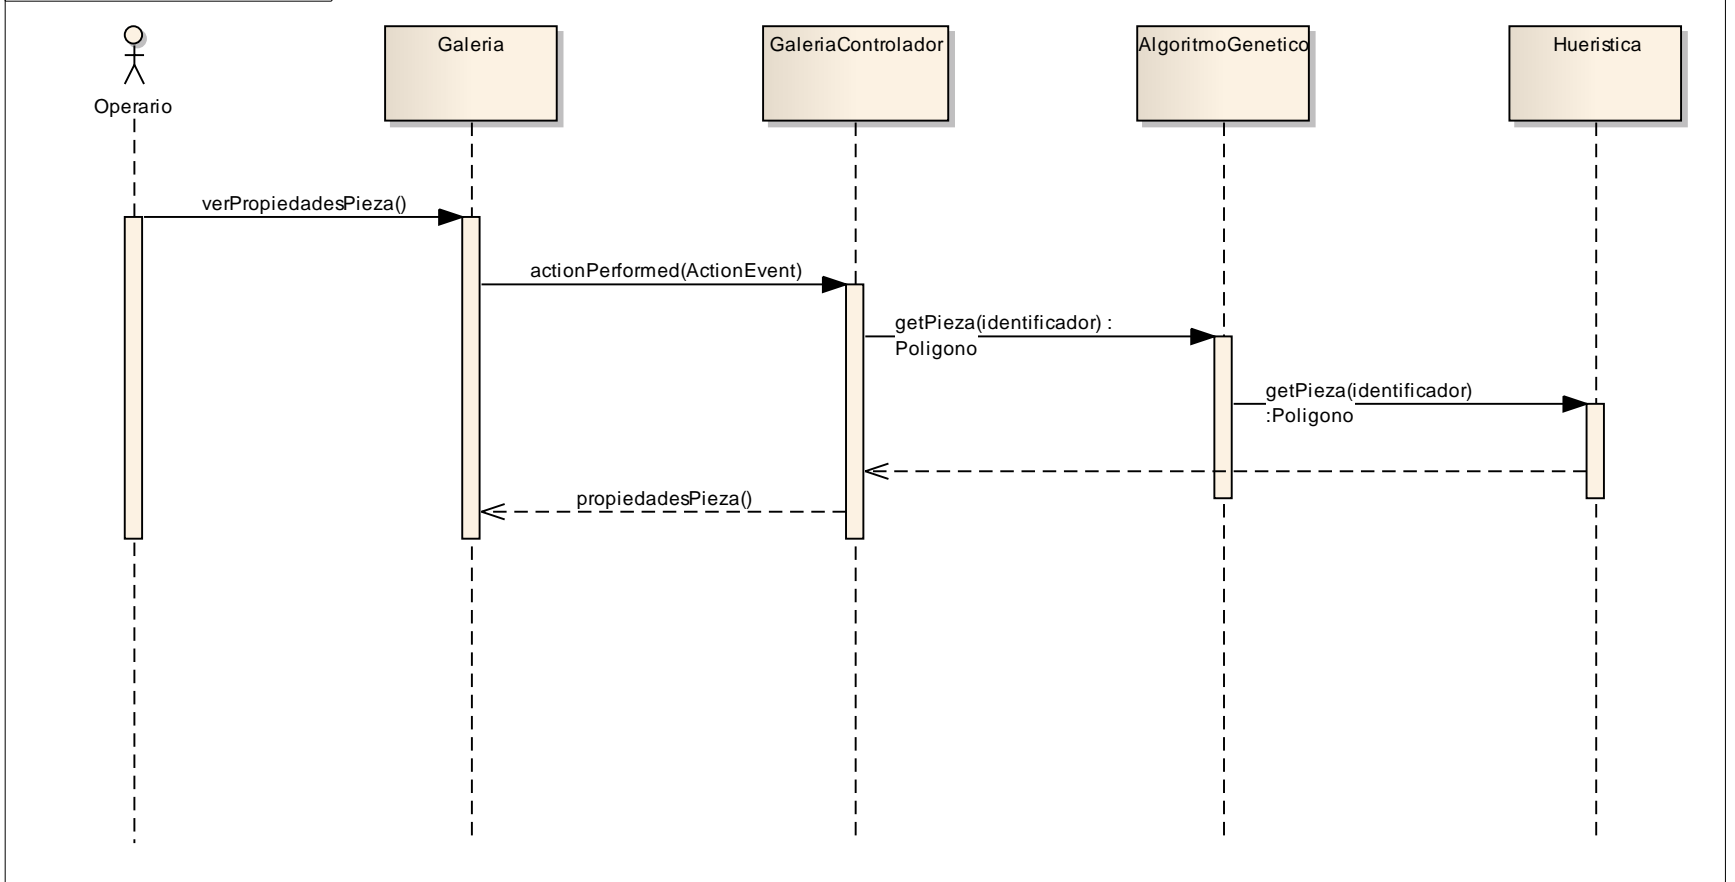 Operario
Galeria
GaleriaControlador
AlgoritmoGenetico
Hueristica
verPropiedadesPieza()
actionPerformed(ActionEvent)
getPieza(identificador) :
Poligono
getPieza(identificador)
:Poligono
propiedadesPieza()